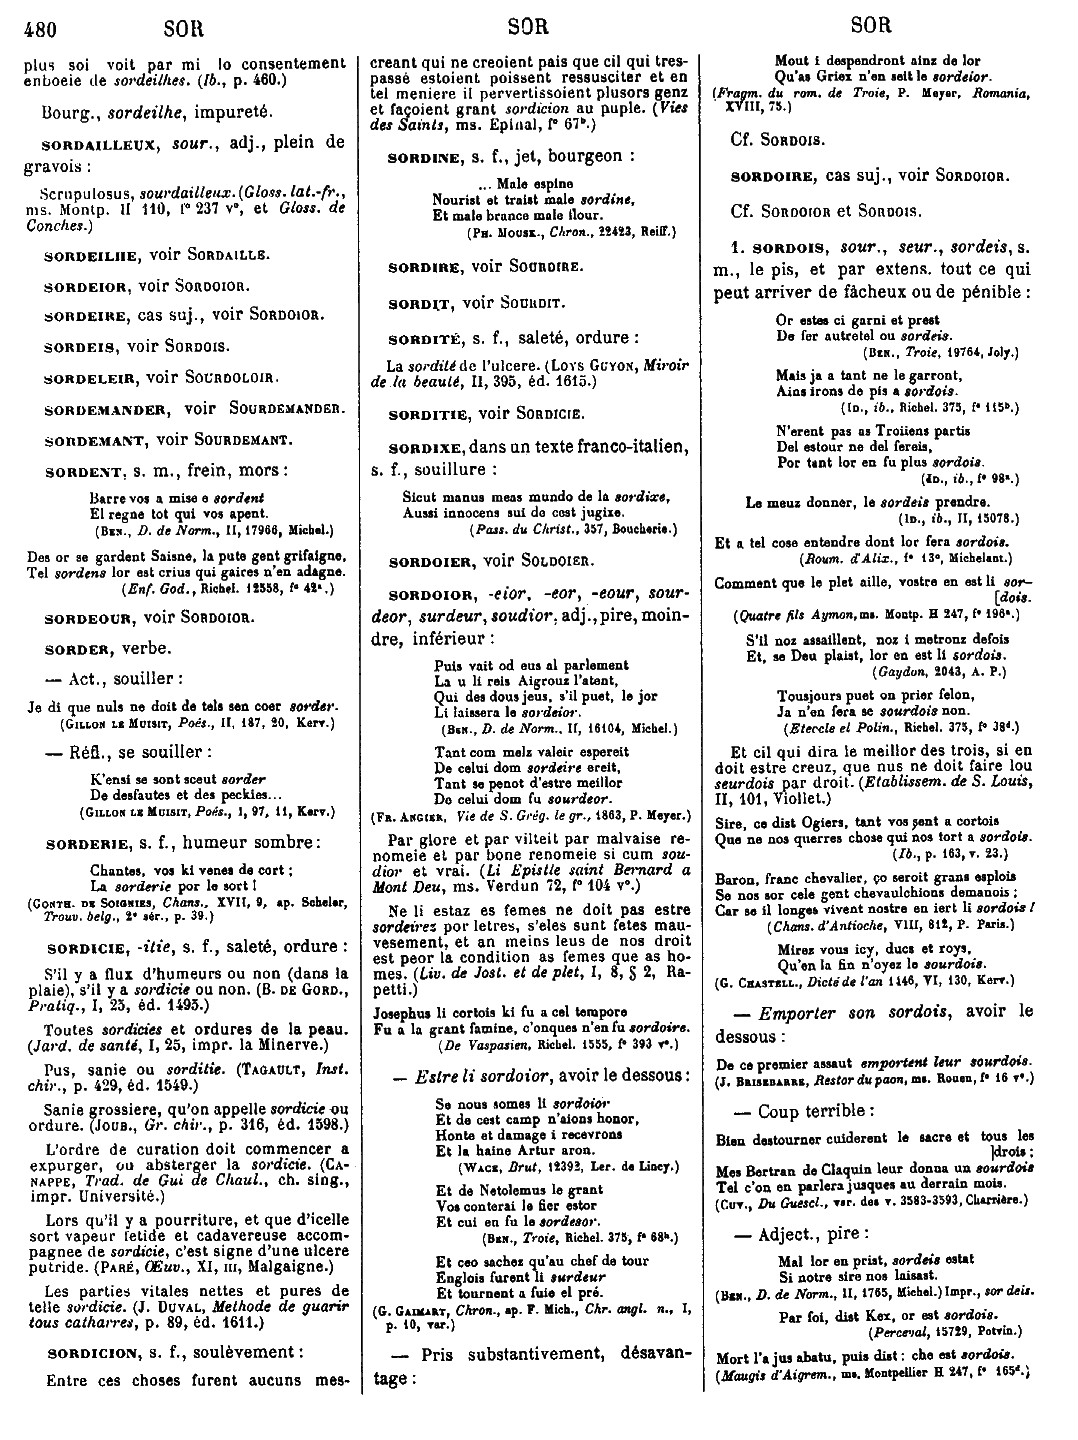 480 SOR SOR SOR
plus soi voit par mi lo consentement
enboeie de sordeilhes. (Ib., p. 460.)
Bourg., sordeilhe, impureté.
SORDAILLEUX, sour., adj., plein de
gravois :
Scrupulosus, sourdailleux. (Gloss. lat.-fr.,
ms. Montp. H 110, f° 237 v°, et Gloss. de
Conches.)
SORDEILHE, voir SORDAILLE.
SORDEIOR, voir SORDOIOR.
SORDEIRE, cas suj., voir SORDOIOR.
SORDEIS, voir SORDOIS.
SORDELEIR, voir SOURDOLOIR.
SORDEMANDER, voir SOURDEMANDER.
SORDEMANT, voir SOURDEMANT.
SORDENT, s. m., frein, mors :
Barre vos a mise e sordent
El regne tot qui vos apent.
(BEN., D. de Norm., II, 17966, Michel.)
Des or se gardent Saisne, la pute gent grifaigne,
Tel sordens lor est crius qui gaires n'en adagne.
(Enf. God., Richel. 12558, f° 42ª.)
SORDEOUR, voir SORDOIOR.
SORDER, verbe.
— Act., souiller :
Je di que nuls ne doit de tels sen coer sorder.
(GILLON LE MUISIT, Poés., II, 187, 20, Kerv.)
— Réfl., se souiller :
K'ensi se sont sceut sorder
De desfautes et des peckies...
(GILLON LE MUISIT, Poés., I, 97, 11, Kerv.)
SORDERIE, s. f., humeur sombre :
Chantes, vos ki venes de cort ;
La sorderie por le sort !
(GONTH. DE SOIGNIES, Chans., XVII, 9, ap. Scheler,
Trouv. belg., 2° sér., p. 39.)
SORDICIE, -itie, s. f., saleté, ordure :
S'il y a flux d'humeurs ou non (dans la
plaie), s'il y a sordicie ou non. (B. DE GORD.,
Pratiq., I, 23, éd. 1495.)
Toutes sordicies et ordures de la peau.
(Jard. de santé, I, 25, impr. la Minerve.)
Pus, sanie ou sorditie. (TAGAULT, Inst.
chir., p. 429, éd. 1549.)
Sanie grossiere, qu'on appelle sordicie ou
ordure. (JOUB., Gr. chir., p. 316, éd. 1598.)
L'ordre de curation doit commencer a
expurger, ou absterger la sordicie. (CA-
NAPPE, Trad. de Gui de Chaul., ch. sing.,
impr. Université.)
Lors qu'il y a pourriture, et que d'icelle
sort vapeur fetide et cadavereuse accom-
pagnee de sordicie, c'est signe d'une ulcere
putride. (PARÉ, Œuv., XI, III, Malgaigne.)
Les parties vitales nettes et pures de
telle sordicie. (J. DUVAL, Methode de guarir
tous catharres, p. 89, éd. 1611.)
SORDICION, s. f., soulèvement :
Entre ces choses furent aucuns mes-
creant qui ne creoient pais que cil qui tres-
passé estoient poissent ressusciter et en
tel meniere il pervertissoient plusors genz
et façoient grant sordicion au puple. (Vies
des Saints, ms. Epinal, f° 67ᵇ.)
SORDINE, s. f., jet, bourgeon :
... Male espine
Nourist et traist male sordine,
Et male brance male flour.
(PH. MOUSK., Chron., 22423, Reiff.)
SORDIRE, voir SOURDIRE.
SORDIT, voir SOURDIT.
SORDITÉ, s. f., saleté, ordure :
La sordité de l'ulcere. (LOYS GUYON, Miroir
de la beauté, II, 395, éd. 1615.)
SORDITIE, voir SORDICIE.
SORDIXE, dans un texte franco-italien,
s. f., souillure :
Sicut manus meas mundo de la sordixe,
Aussi innocens sui de cest jugixe.
(Pass. du Christ., 357, Boucherie.)
SORDOIER, voir SOLDOIER.
SORDOIOR, -eior, -eor, -eour, sour-
deor, surdeur, soudior, adj., pire, moin-
dre, inférieur :
Puis vait od eus al parlement
La u li reis Aigrouz l'atent,
Qui des dous jeus, s'il puet, le jor
Li laissera le sordeior.
(BEN., D. de Norm., II, 16104, Michel.)
Tant com melz valeir espereit
De celui dom sordeire ereit,
Tant se penot d'estre meillor
De celui dom fu sourdeor.
(FR. ANGIER, Vie de S. Grég. le gr., 1863, P. Meyer.)
Par glore et par vilteit par malvaise re-
nomeie et par bone renomeie si cum sou-
dior et vrai. (Li Epistle saint Bernard a
Mont Deu, ms. Verdun 72, f° 104 v°.)
Ne li estaz es femes ne doit pas estre
sordeirez por letres, s'eles sunt fetes mau-
vesement, et an meins leus de nos droit
est peor la condition as femes que as ho-
mes. (Liv. de Jost. et de plet, I, 8, § 2, Ra-
petti.)
Josephus li cortois ki fu a cel tempore
Fu a la grant famine, c'onques n'en fu sordoire.
(De Vaspasien, Richel. 1555, f° 393 v°.)
— Estre li sordoior, avoir le dessous :
Se nous somes li sordoior
Et de cest camp n'aions honor,
Honte et damage i recevrons
Et la haine Artur aron.
(WACE, Brut, 12392, Ler. de Lincy.)
Et de Netolemus le grant
Vos conterai le fier estor
Et cui en fu le sordeaor.
(BEN., Troie, Richel. 375, f° 68ᵇ.)
Et ceo sachez qu'au chef de tour
Englois furent li surdeur
Et tournent a fuie el pré.
(G. GAIMART, Chron., ap. F. Mich., Chr. angl. n., I,
p. 10, var.)
— Pris substantivement, désavan-
tage :
Mout i despendront ainz de lor
Qu'as Griex n'en seit le sordeior.
(Fragm. du rom. de Troie, P. Meyer, Romania,
XVIII, 75.)
Cf. SORDOIS.
SORDOIRE, cas suj., voir SORDOIOR.
Cf. SORDOIOR et SORDOIS.
1. SORDOIS, sour., seur., sordeis, s.
m., le pis, et par extens. tout ce qui
peut arriver de fâcheux ou de pénible :
Or estes ci garni et prest
De fer autretel ou sordeis.
(BEN., Troie, 19764, Joly.)
Mais ja a tant ne le garront,
Ains irons de pis a sordois.
(ID., ib., Richel. 375, f° 115ᵇ.)
N'erent pas as Troiiens partis
Del estour ne del fereis,
Por tant lor en fu plus sordois.
(ID., ib., f° 98ª.)
Le meuz donner, le sordeis prendre.
(ID., ib., II, 15078.)
Et a tel cose entendre dont lor fera sordois.
(Roum. d'Alix., f° 13ª, Michelant.)
Comment que le plet aille, vostre en est li sor-
[dois.
(Quatre fils Aymon, ms. Montp. H 247, f° 196ª.)
S'il noz assaillent, noz i metronz defois
Et, se Deu plaist, lor en est li sordois.
(Gaydon, 2043, A. P.)
Tousjours puet on prier felon,
Ja n'en fera se sourdois non.
(Etercle el Polin., Richel. 375, f° 38ᵈ.)
Et cil qui dira le meillor des trois, si en
doit estre creuz, que nus ne doit faire lou
seurdois par droit. (Etablissem. de S. Louis,
II, 101, Viollet.)
Sire, ce dist Ogiers, tant vos sent a cortois
Que ne nos querres chose qui nos tort a sordois.
(Ib., p. 163, v. 23.)
Baron, franc chevalier, ço seroit grans esplois
Se nos sor cele gent chevaulchions demanois ;
Car se il longes vivent nostre en iert li sordois !
(Chans. d'Antioche, VIII, 812, P. Paris.)
Mirez vous icy, ducs et roys,
Qu'en la fin n'oyez le sourdois.
(G. CHASTELL., Dicté de l'an 1446, VI, 130, Kerv.)
— Emporter son sordois, avoir le
dessous :
De ce premier assaut emportent leur sourdois.
(J. BRISEBARRE, Restor du paon, ms. Rouen, f° 16 v°.)
— Coup terrible :
Bien destourner cuiderent le sacre et tous les
]drois ;
Mes Bertran de Claquin leur donna un sourdois
Tel c'on en parlera jusques au derrain mois.
(CUV., Du Guescl., var. des v. 3583-3593, Charrière.)
— Adject., pire :
Mal lor en prist, sordeis estat
Si notre sire nos laisast.
(BEN., D. de Norm., II, 1765, Michel.) Impr., sor deis.
Par foi, dist Kex, or est sordois.
(Perceval, 15729, Potvin.)
Mort l'a jus abatu, puis dist : che est sordois.
(Maugis d'Aigrem., ms. Montpellier H 247, f° 165ᵈ.)